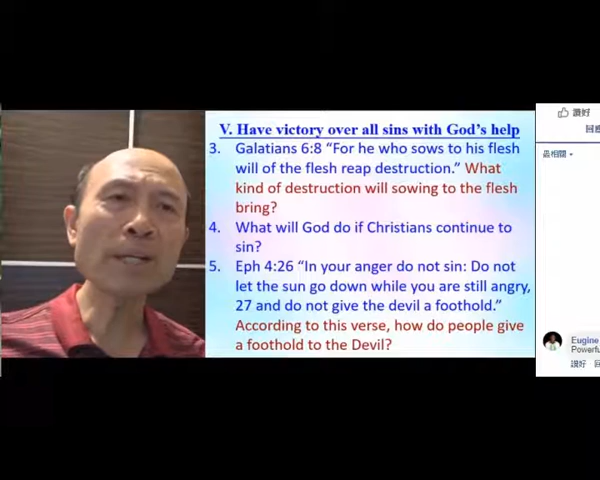 V. Have victory over all sins with God's help
3. Galatians 6:8 "For he who sows to his flesh
will of the flesh reap destruction." What
kind of destruction will sowing to the flesh
bring?
4. What will God do if Christians continue to
sin?
5. Eph 4:26 "In your anger do not sin: Do not
let the sun go down while you are still angry,
27 and do not give the devil a foothold."
According to this verse, how do people give
a foothold to the Devil?
讚好
Eugine
讚好